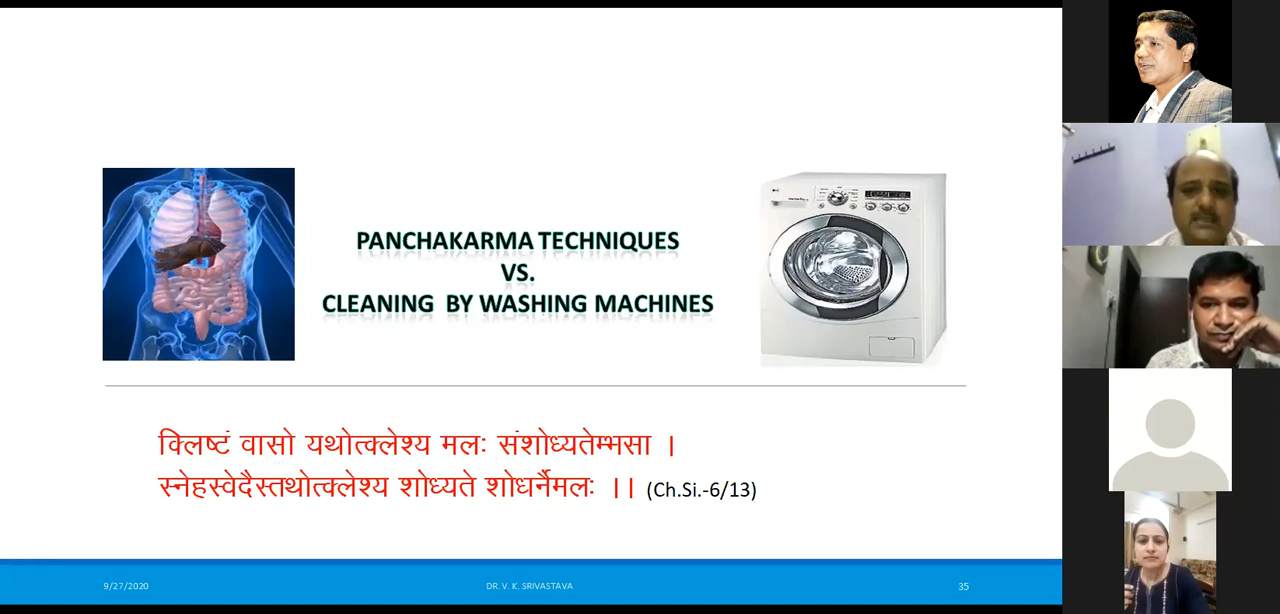 PANCHAKARMA TECHNIQUES
VS.
CLEANING BY WASHING MACHINES
क्लिष्टं वासो यथोत्क्लेश्य मलः संशोध्यतेम्भसा ।
स्नेहस्वेदैस्तथोत्क्लेश्य शोध्यते शोधर्नैमलः ।। (Ch.Si.-6/13)
9/27/2020
DR. V. K. SRIVASTAVA
35